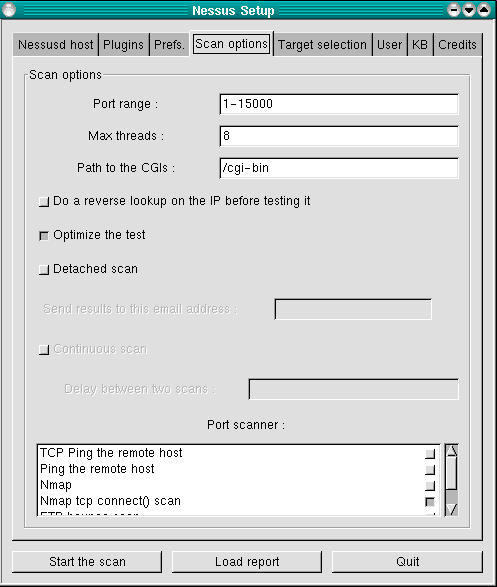 Nessus Setup
Nessusd host Plugins Prefs. Scan options Target selection User KB Credits
Scan options
Port range : 1-15000
Max threads : 8
Path to the CGIs : /cgi-bin
Do a reverse lookup on the IP before testing it
Optimize the test
Detached scan
Send results to this email address :
Continuous scan
Delay between two scans :
Port scanner :
TCP Ping the remote host
Ping the remote host
Nmap
Nmap tcp connect() scan
FTP bounce scan
Start the scan Load report Quit